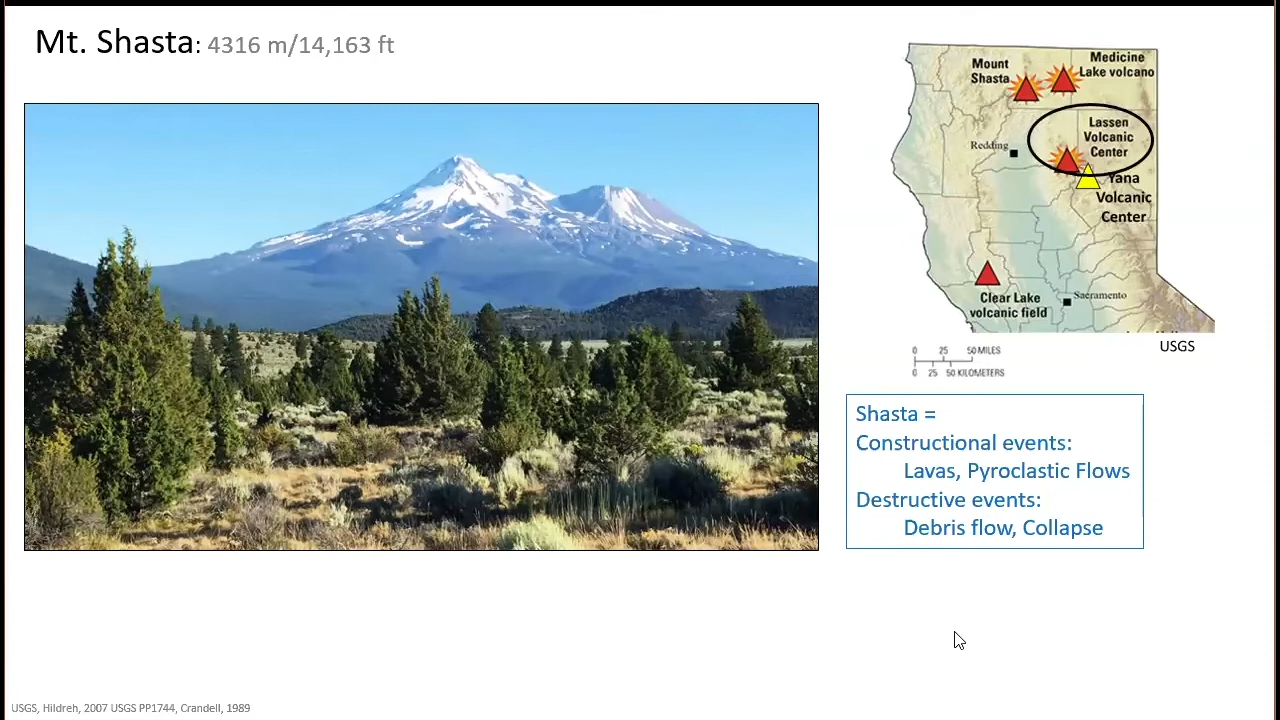 Mt. Shasta: 4316 m/14,163 ft
Mount
Shasta
Medicine
Lake volcano
Lassen
Volcanic
Center
Redding
Yana
Volcanic
Center
Clear Lake
volcanic field
Sacramento
USGS
0 25 50 MILES
0 25 50 KILOMETERS
Shasta =
Constructional events:
Lavas, Pyroclastic Flows
Destructive events:
Debris flow, Collapse
USGS, Hildreh, 2007 USGS PP1744, Crandell, 1989